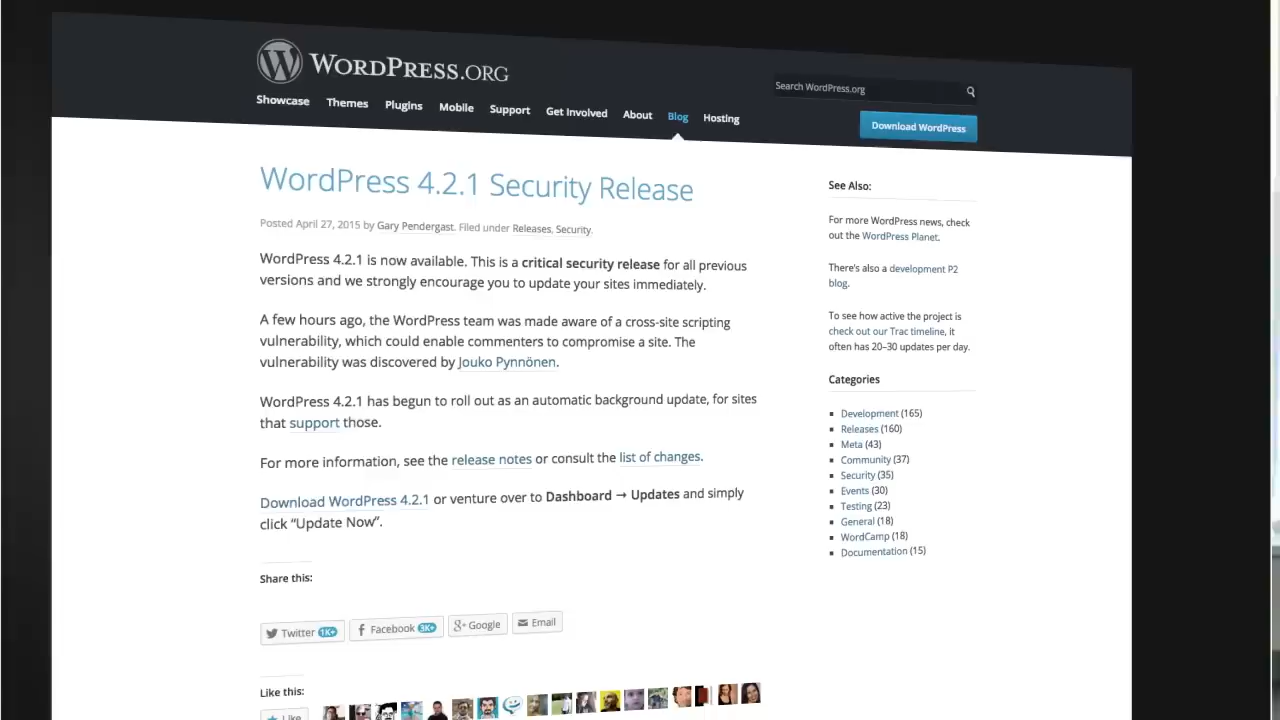 WORDPRESS.ORG
Search WordPress.org
Showcase Themes Plugins Mobile Support Get Involved About Blog Hosting
Download WordPress
WordPress 4.2.1 Security Release
Posted April 27, 2015 by Gary Pendergast. Filed under Releases, Security.
WordPress 4.2.1 is now available. This is a critical security release for all previous
versions and we strongly encourage you to update your sites immediately.
A few hours ago, the WordPress team was made aware of a cross-site scripting
vulnerability, which could enable commenters to compromise a site. The
vulnerability was discovered by Jouko Pynnönen.
WordPress 4.2.1 has begun to roll out as an automatic background update, for sites
that support those.
For more information, see the release notes or consult the list of changes.
Download WordPress 4.2.1 or venture over to Dashboard → Updates and simply
click “Update Now”.
Share this:
Twitter 1K+ Facebook 3K+ Google Email
Like this:
Like
See Also:
For more WordPress news, check
out the WordPress Planet.
There's also a development P2
blog.
To see how active the project is
check out our Trac timeline, it
often has 20–30 updates per day.
Categories
Development (165)
Releases (160)
Meta (43)
Community (37)
Security (35)
Events (30)
Testing (23)
General (18)
WordCamp (18)
Documentation (15)